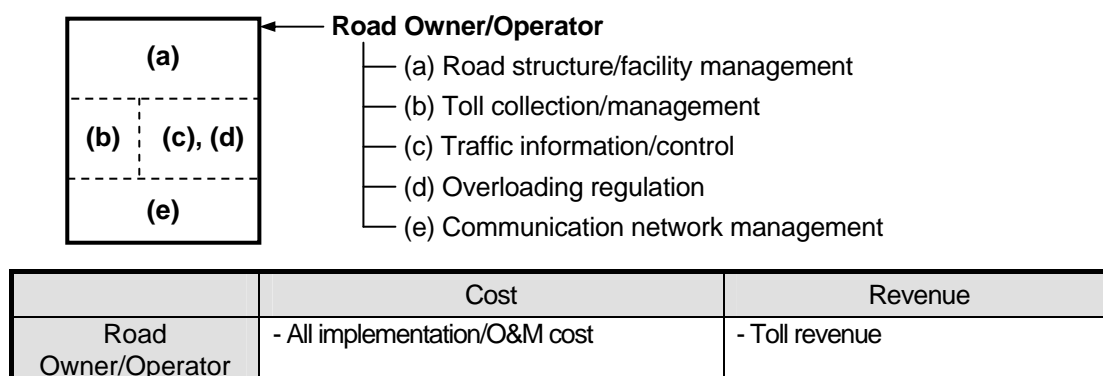 Road Owner/Operator
(a)
(b)
(c), (d)
(e)
(a) Road structure/facility management
(b) Toll collection/management
(c) Traffic information/control
(d) Overloading regulation
(e) Communication network management
Cost
Revenue
Road
Owner/Operator
- All implementation/O&M cost
- Toll revenue